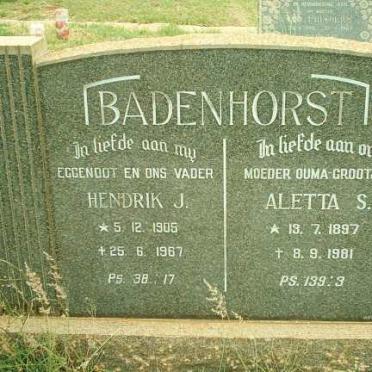 BADENHORST
In liefde aan my
EGGENOOT EN ONS VADER
HENDRIK J.
* 5. 12. 1905
† 25. 6. 1967
PS. 38 : 17
In liefde aan
MOEDER OUMA-GROOT
ALETTA S.
* 13. 7. 1897
† 8. 9. 1981
PS. 139:3